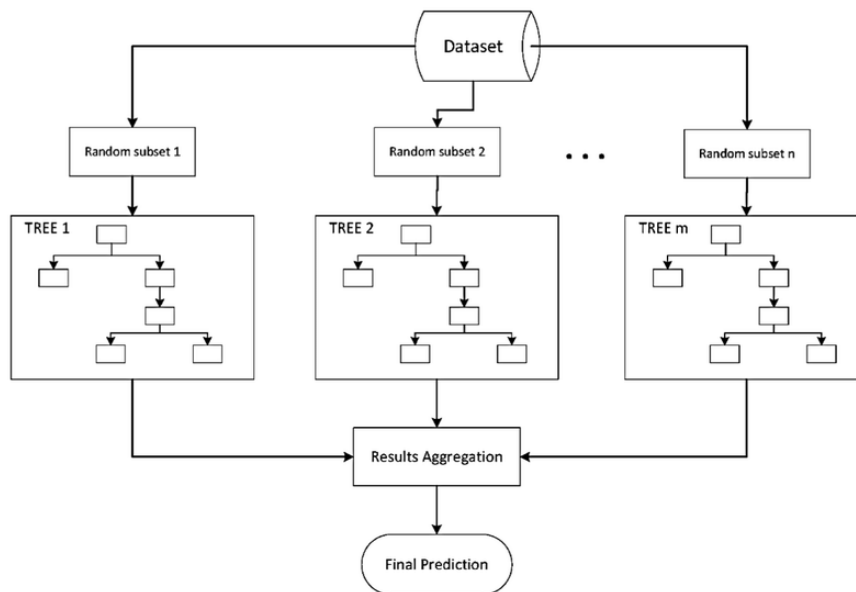 Dataset
Random subset 1
Random subset 2
. . .
Random subset n
TREE 1
TREE 2
TREE m
Results Aggregation
Final Prediction